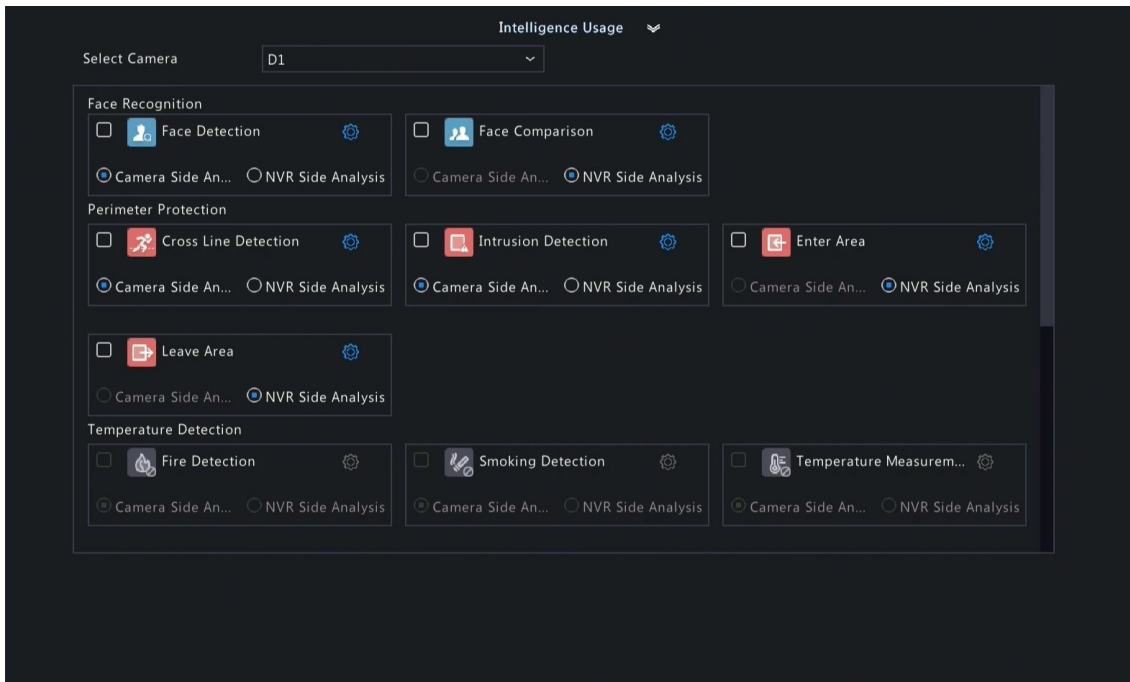 Intelligence Usage
Select Camera D1
Face Recognition
Face Detection Face Comparison
Camera Side An... NVR Side Analysis Camera Side An... NVR Side Analysis
Perimeter Protection
Cross Line Detection Intrusion Detection Enter Area
Camera Side An... NVR Side Analysis Camera Side An... NVR Side Analysis Camera Side An... NVR Side Analysis
Leave Area
Camera Side An... NVR Side Analysis
Temperature Detection
Fire Detection Smoking Detection Temperature Measurem...
Camera Side An... NVR Side Analysis Camera Side An... NVR Side Analysis Camera Side An... NVR Side Analysis